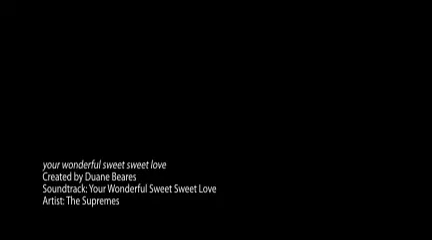 your wonderful sweet sweet love
Created by Duane Beares
Soundtrack: Your Wonderful Sweet Sweet Love
Artist: The Supremes